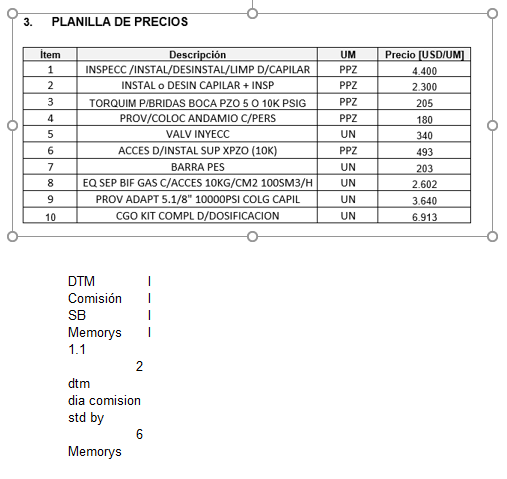 3. PLANILLA DE PRECIOS
Ítem Descripción UM Precio [USD/UM]
1 INSPECC /INSTAL/DESINSTAL/LIMP D/CAPILAR PPZ 4.400
2 INSTAL o DESIN CAPILAR + INSP PPZ 2.300
3 TORQUIM P/BRIDAS BOCA PZO 5 O 10K PSIG PPZ 205
4 PROV/COLOC ANDAMIO C/PERS PPZ 180
5 VALV INYECC UN 340
6 ACCES D/INSTAL SUP XPZO (10K) PPZ 493
7 BARRA PES UN 203
8 EQ SEP BIF GAS C/ACCES 10KG/CM2 100SM3/H UN 2.602
9 PROV ADAPT 5.1/8" 10000PSI COLG CAPIL UN 3.640
10 CGO KIT COMPL D/DOSIFICACION UN 6.913
DTM I
Comisión I
SB I
Memorys I
1.1
2
dtm
dia comision
std by
6
Memorys